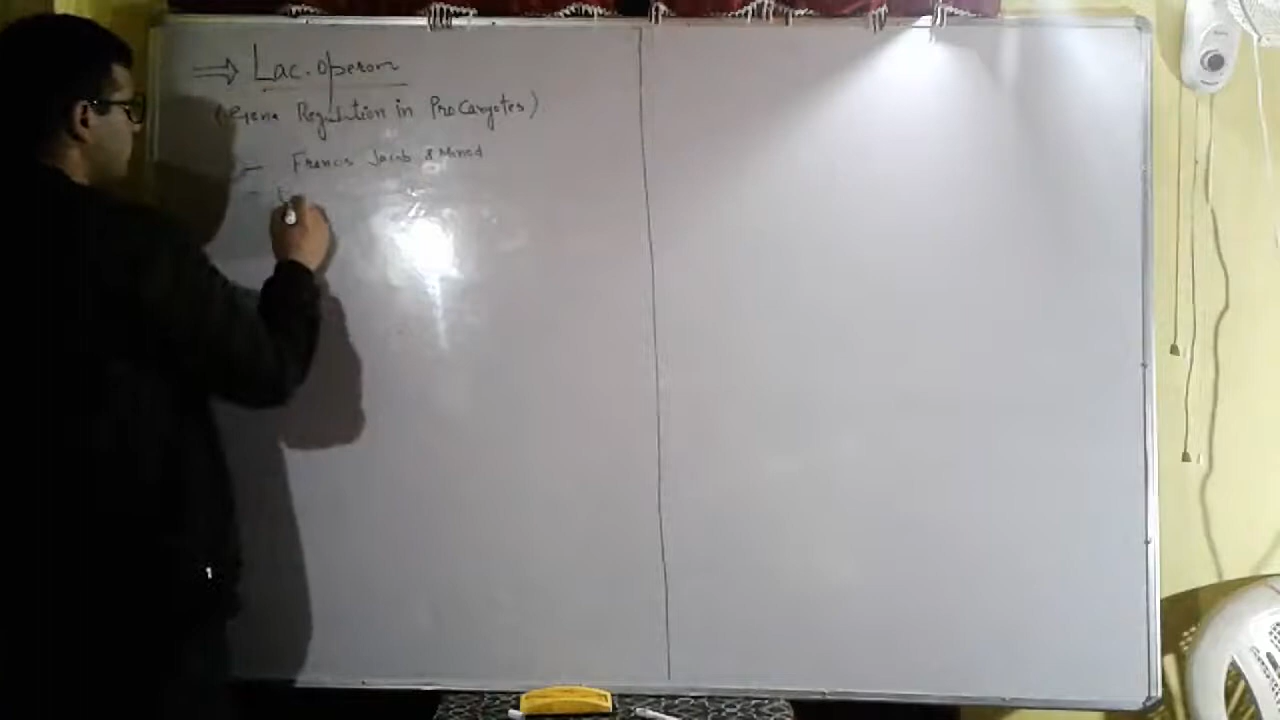 ⇒ Lac. operon
(Gene Regulation in ProCaryotes)
Francis Jacob & Monod